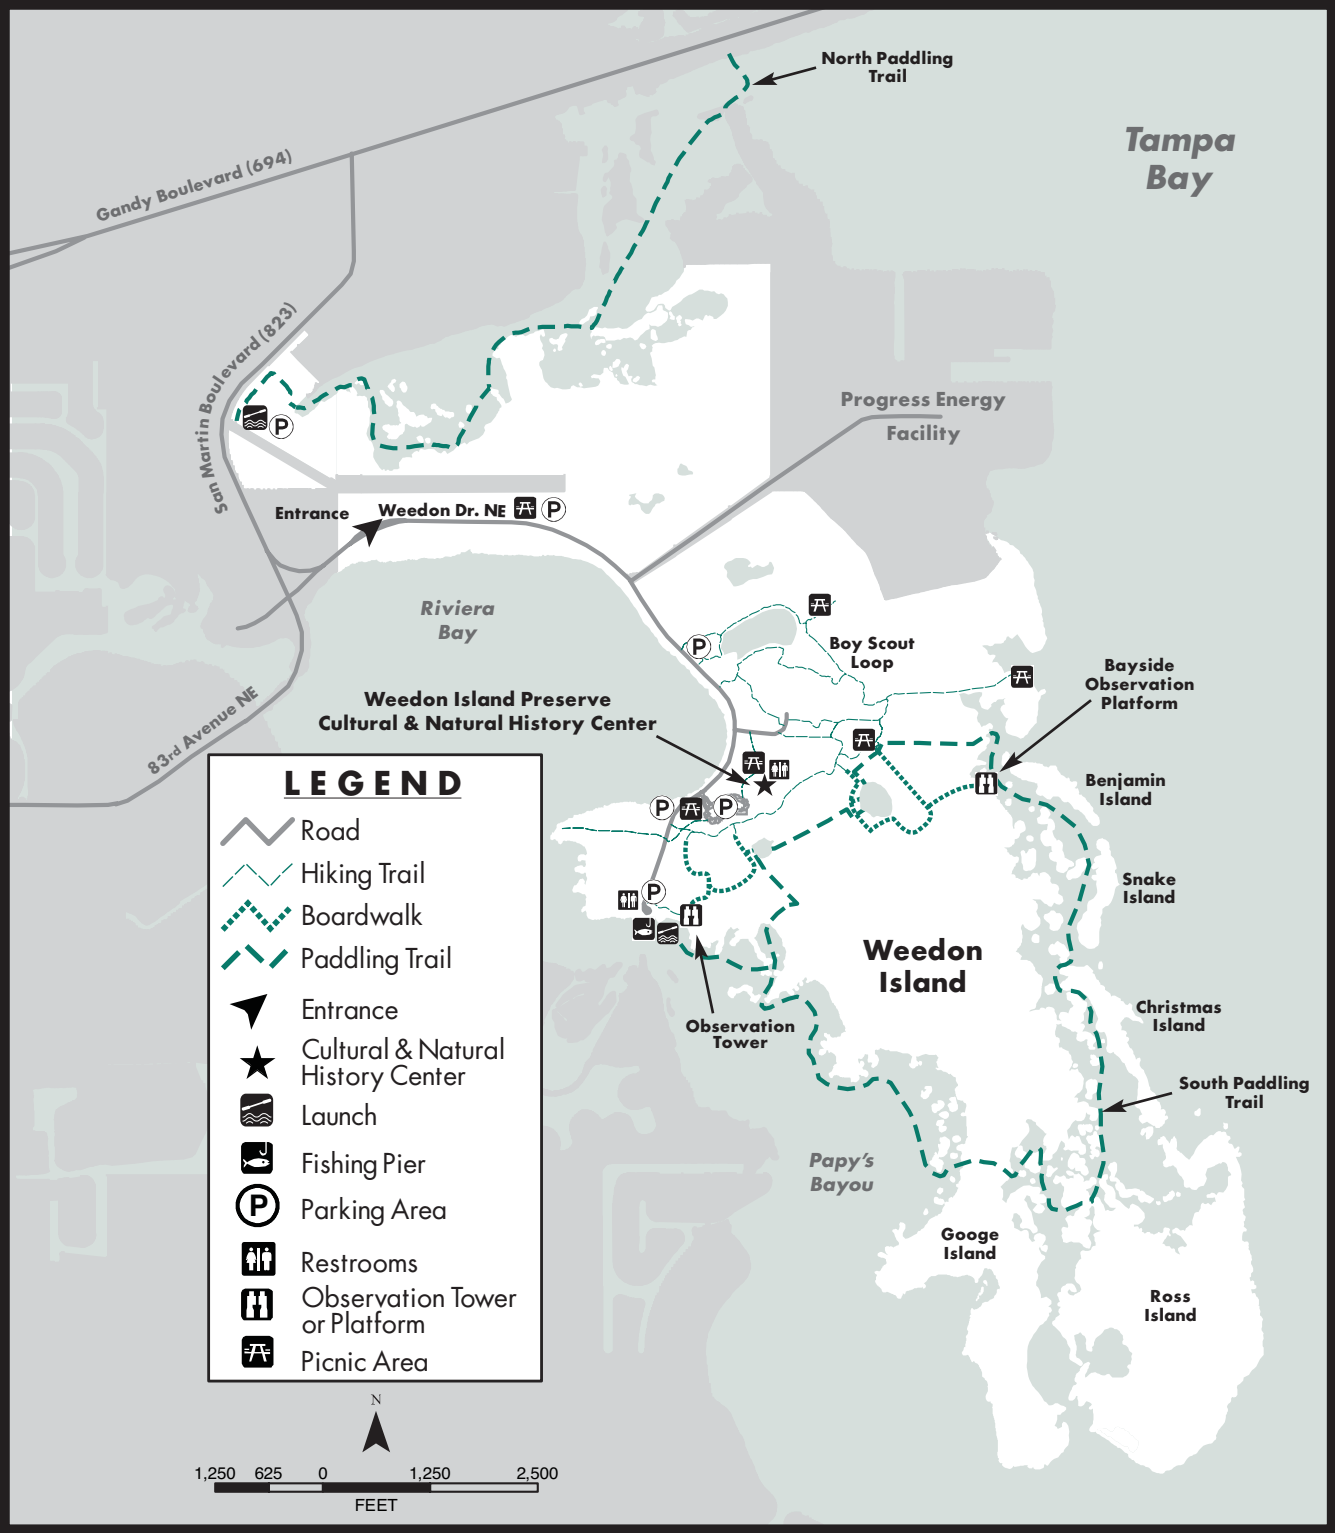 North Paddling
Trail
Tampa
Bay
Gandy Boulevard (694)
San Martin Boulevard (823)
P
Progress Energy
Facility
Entrance
Weedon Dr. NE
P
Riviera
Bay
P
Boy Scout
Loop
Bayside
Observation
Platform
Weedon Island Preserve
Cultural & Natural History Center
83rd Avenue NE
Benjamin
Island
P
P
Snake
Island
P
Weedon
Island
Christmas
Island
Observation
Tower
South Paddling
Trail
Papy's
Bayou
Googe
Island
Ross
Island
LEGEND
Road
Hiking Trail
Boardwalk
Paddling Trail
Entrance
Cultural & Natural
History Center
Launch
Fishing Pier
P
Parking Area
Restrooms
Observation Tower
or Platform
Picnic Area
N
1,250 625 0 1,250 2,500
FEET